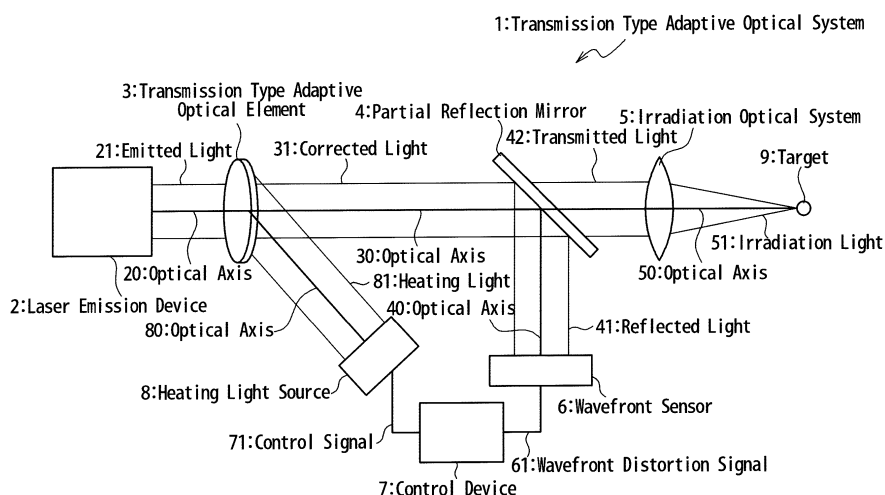 1:Transmission Type Adaptive Optical System
3:Transmission Type Adaptive
Optical Element
4:Partial Reflection Mirror
5:Irradiation Optical System
42:Transmitted Light
21:Emitted Light
31:Corrected Light
9:Target
51:Irradiation Light
30:Optical Axis
20:Optical Axis
50:Optical Axis
81:Heating Light
2:Laser Emission Device
40:Optical Axis
80:Optical Axis
41:Reflected Light
8:Heating Light Source
6:Wavefront Sensor
71:Control Signal
61:Wavefront Distortion Signal
7:Control Device